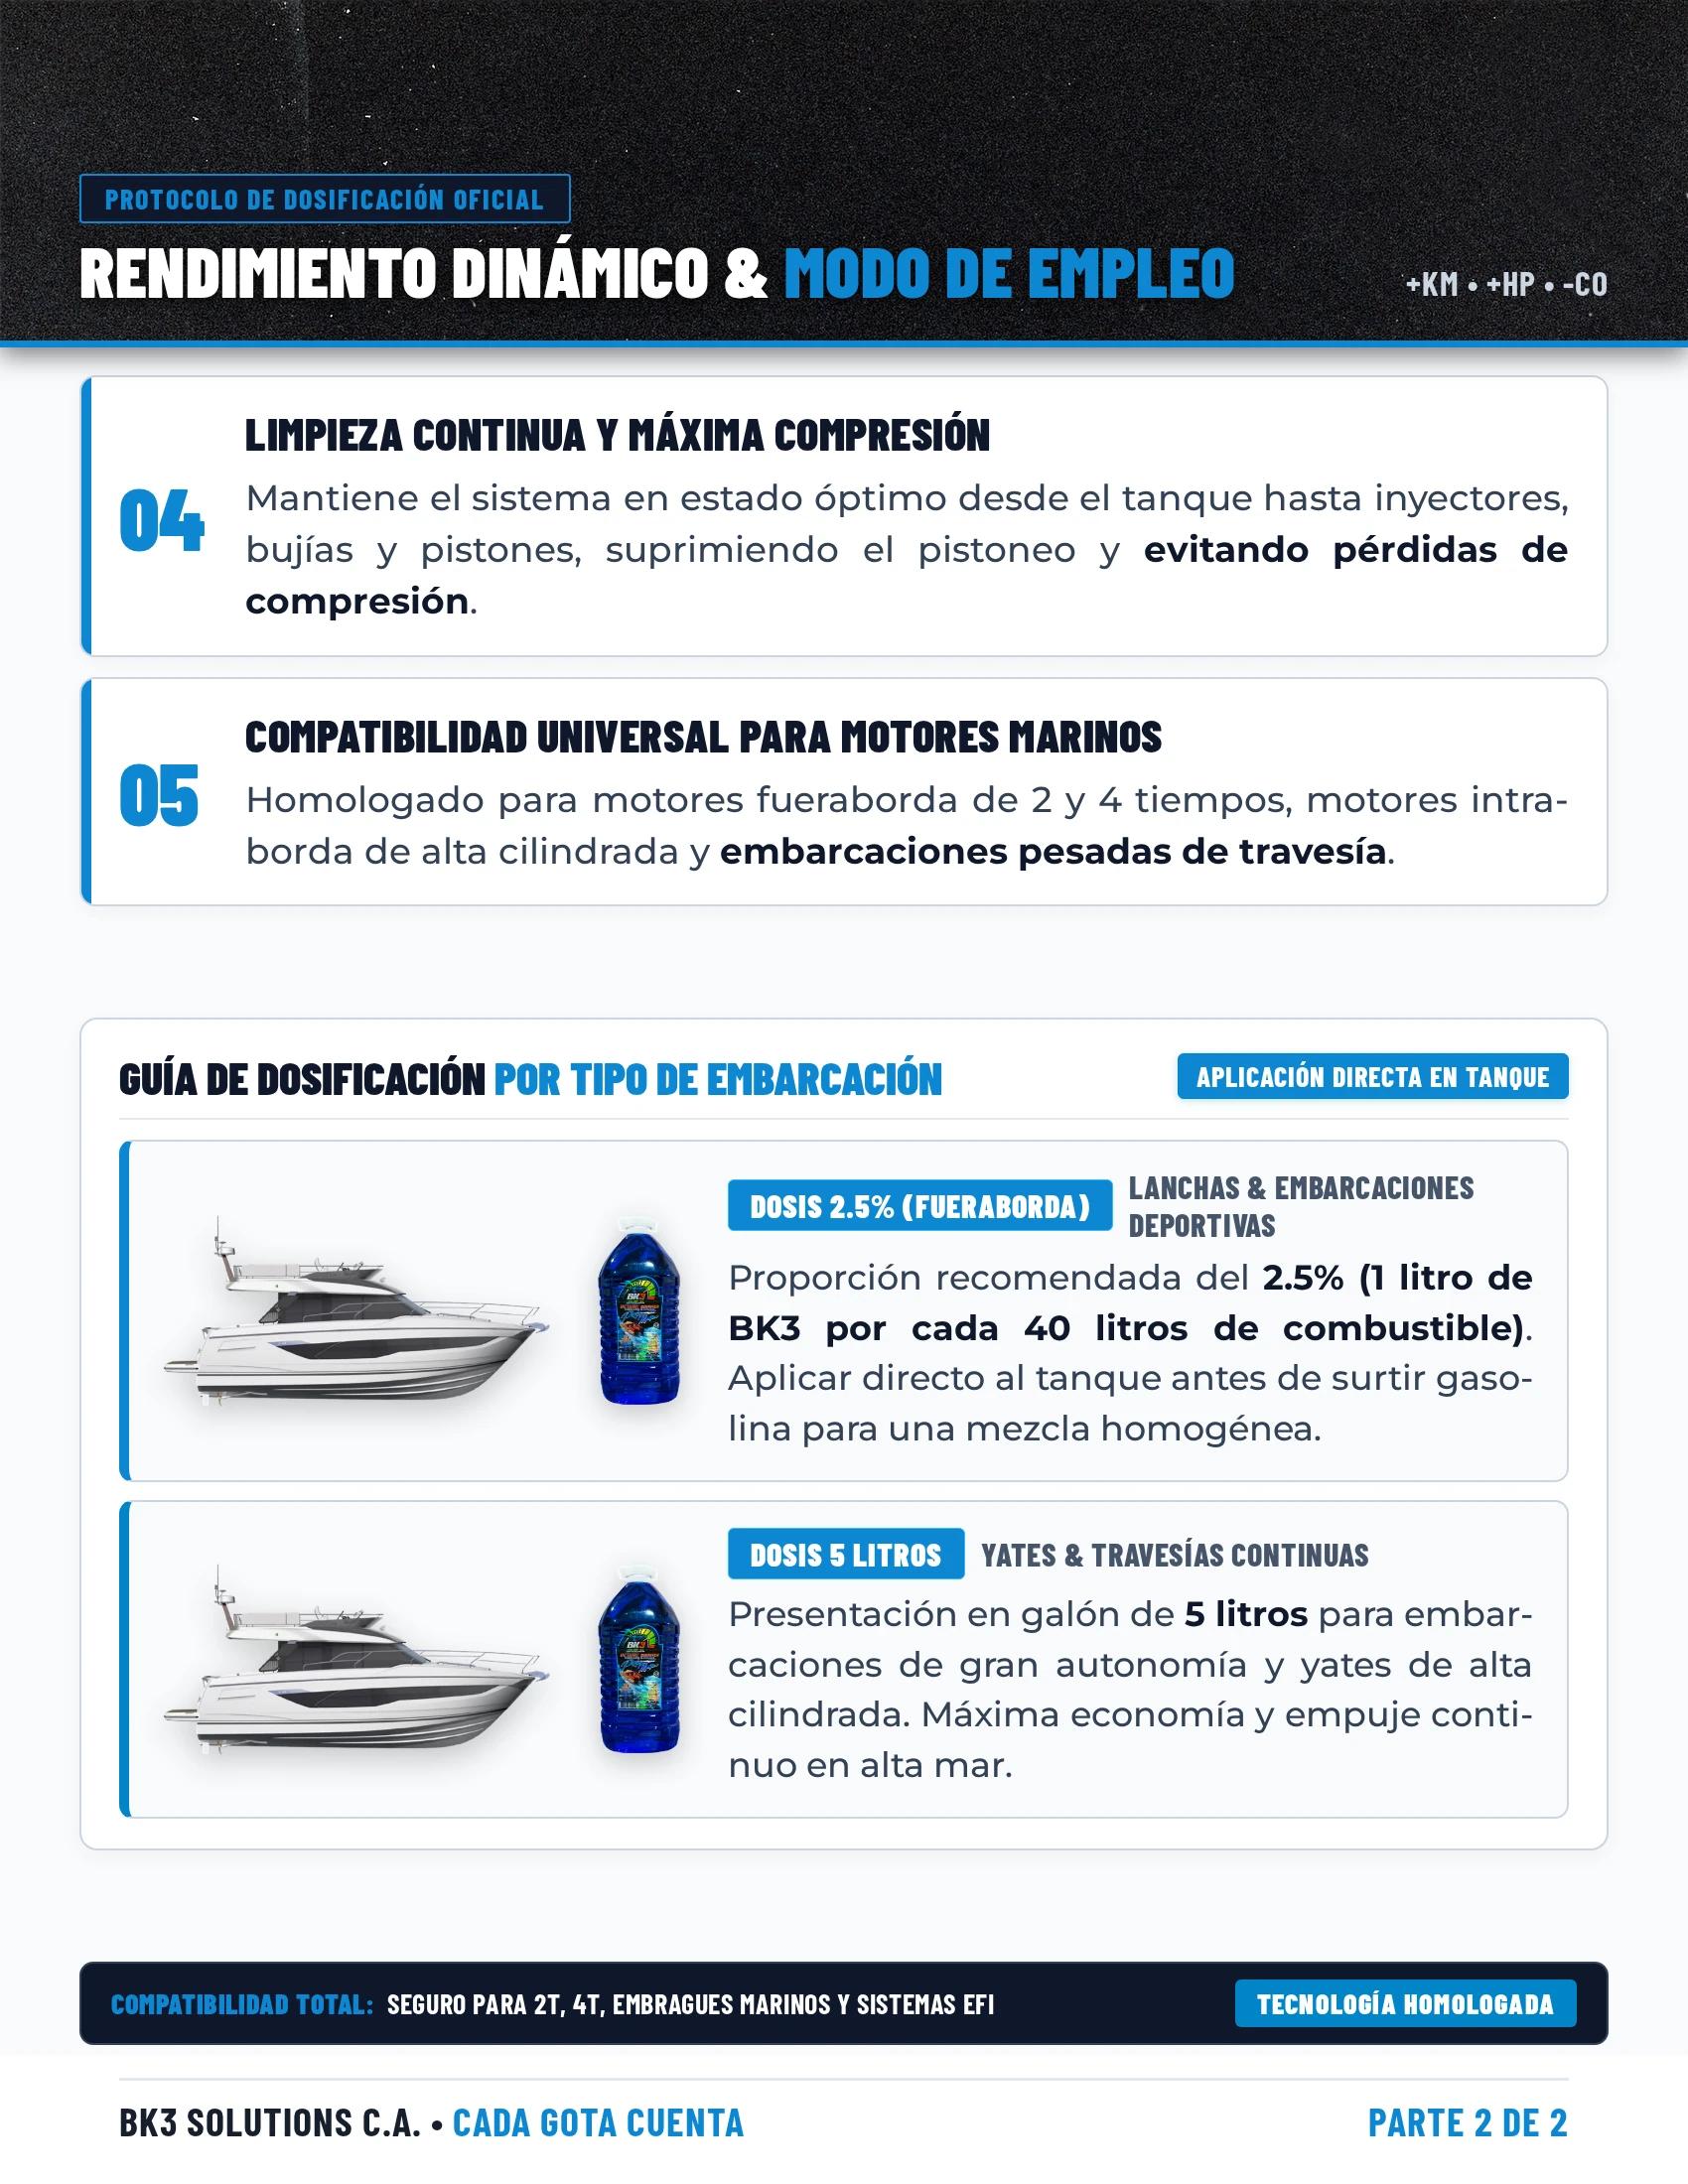 PROTOCOLO DE DOSIFICACIÓN OFICIAL
RENDIMIENTO DINÁMICO & MODO DE EMPLEO
+KM • +HP • -CO
LIMPIEZA CONTINUA Y MÁXIMA COMPRESIÓN
04
Mantiene el sistema en estado óptimo desde el tanque hasta inyectores,
bujías y pistones, suprimiendo el pistoneo y evitando pérdidas de
compresión.
COMPATIBILIDAD UNIVERSAL PARA MOTORES MARINOS
05
Homologado para motores fueraborda de 2 y 4 tiempos, motores intra-
borda de alta cilindrada y embarcaciones pesadas de travesía.
GUÍA DE DOSIFICACIÓN POR TIPO DE EMBARCACIÓN
APLICACIÓN DIRECTA EN TANQUE
DOSIS 2.5% (FUERABORDA)
LANCHAS & EMBARCACIONES
DEPORTIVAS
Proporción recomendada del 2.5% (1 litro de
BK3 por cada 40 litros de combustible).
Aplicar directo al tanque antes de surtir gaso-
lina para una mezcla homogénea.
BK3
DOSIS 5 LITROS
YATES & TRAVESÍAS CONTINUAS
Presentación en galón de 5 litros para embar-
caciones de gran autonomía y yates de alta
cilindrada. Máxima economía y empuje conti-
nuo en alta mar.
BK3
COMPATIBILIDAD TOTAL: SEGURO PARA 2T, 4T, EMBRAGUES MARINOS Y SISTEMAS EFI
TECNOLOGÍA HOMOLOGADA
BK3 SOLUTIONS C.A. • CADA GOTA CUENTA
PARTE 2 DE 2